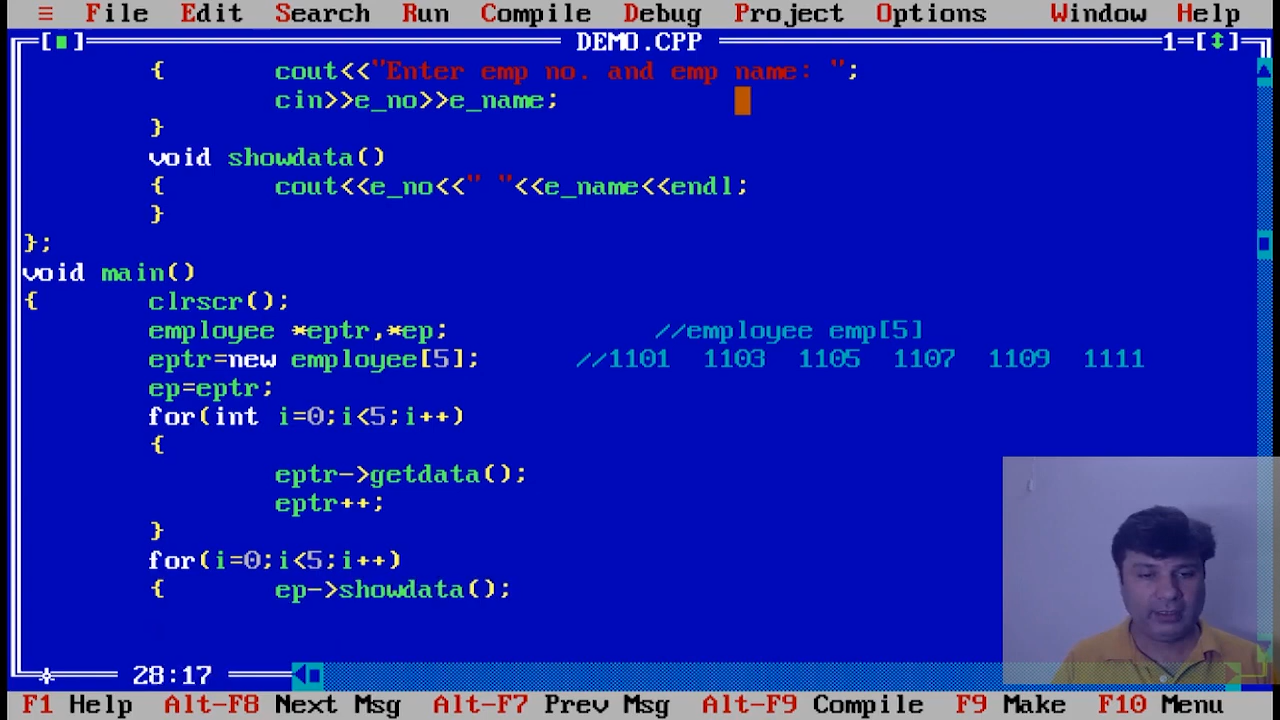 ≡ File Edit Search Run Compile Debug Project Options Window Help
[■] DEMO.CPP 1=[↕]
{ cout<<"Enter emp no. and emp name: ";
cin>>e_no>>e_name;
}
void showdata()
{ cout<<e_no<<" "<<e_name<<endl;
}
};
void main()
{ clrscr();
employee *eptr,*ep; //employee emp[5]
eptr=new employee[5]; //1101 1103 1105 1107 1109 1111
ep=eptr;
for(int i=0;i<5;i++)
{
eptr->getdata();
eptr++;
}
for(i=0;i<5;i++)
{ ep->showdata();
28:17
F1 Help Alt-F8 Next Msg Alt-F7 Prev Msg Alt-F9 Compile F9 Make F10 Menu